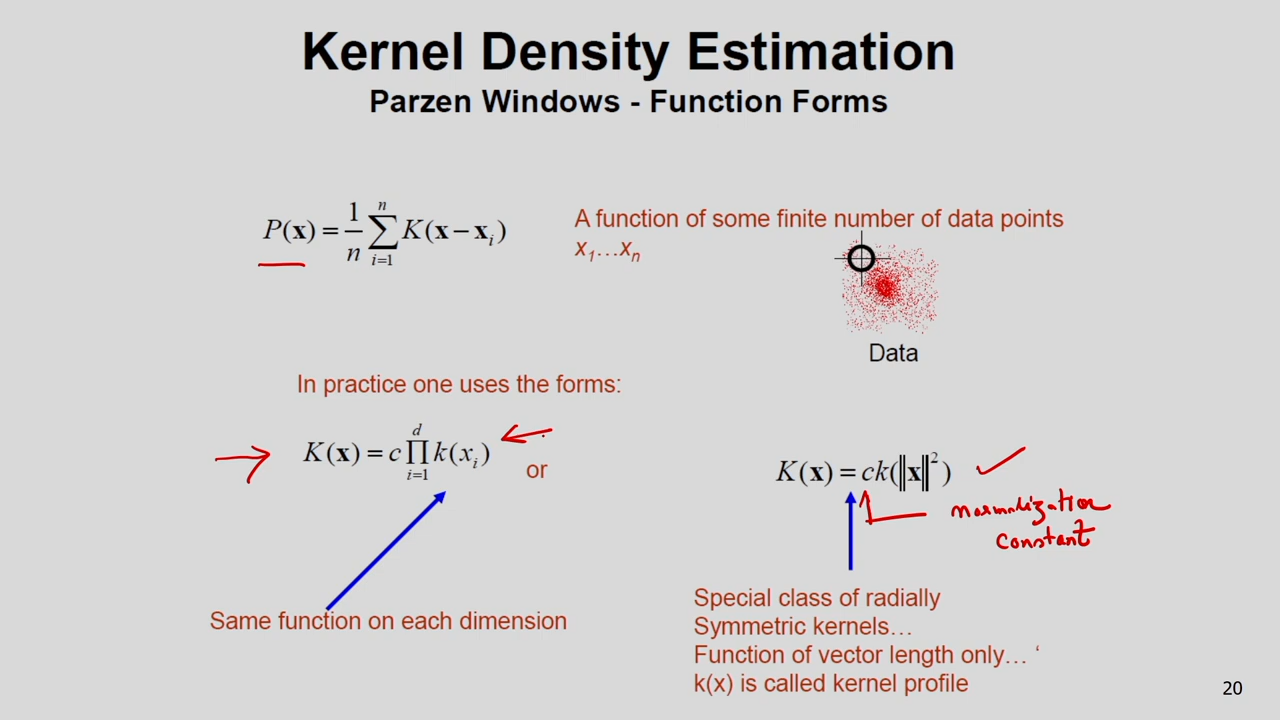 Kernel Density Estimation
Parzen Windows - Function Forms
P(x) = 1/n ∑_{i=1}^{n} K(x − x_i)
A function of some finite number of data points
x₁…xₙ
Data
In practice one uses the forms:
K(x) = c ∏_{i=1}^{d} k(x_i)
or
K(x) = ck(‖x‖²)
normalization
constant
Same function on each dimension
Special class of radially
Symmetric kernels…
Function of vector length only… ‘
k(x) is called kernel profile
20